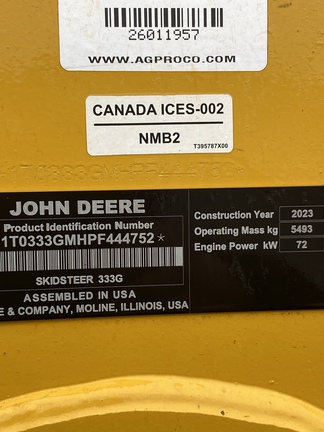 26011957
WWW.AGPROCO.COM
CANADA ICES-002
NMB2
T395787X00
JOHN DEERE
Product Identification Number
1T0333GMHPF444752*
SKIDSTEER 333G
ASSEMBLED IN USA
E & COMPANY, MOLINE, ILLINOIS, USA
Construction Year 2023
Operating Mass kg 5493
Engine Power kW 72